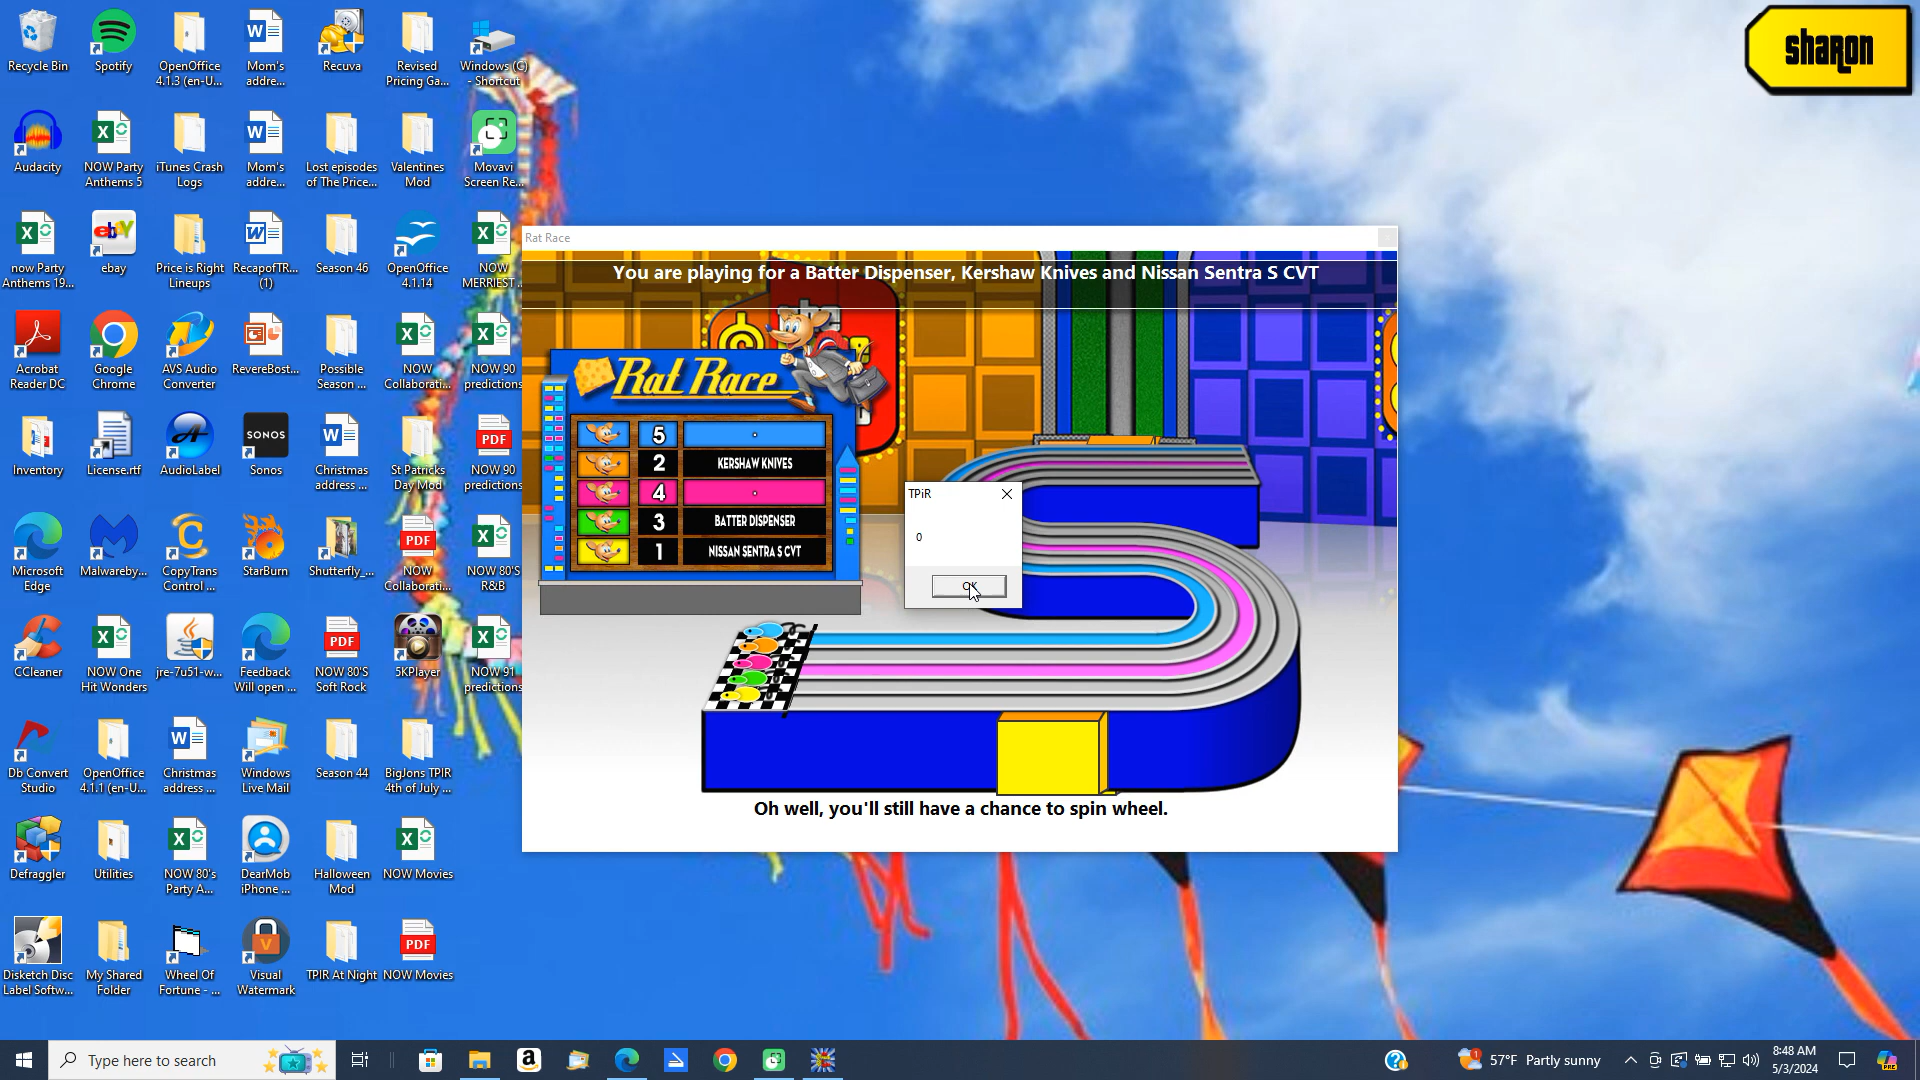 Recycle Bin
Spotify
OpenOffice
4.1.3 (en-U...
Mom's
addre...
Recuva
Revised
Pricing Ga...
Windows (C)
- Shortcut
sharon
Audacity
NOW Party
Anthems 5
iTunes Crash
Logs
Mom's
addre...
Lost episodes
of The Price...
Valentines
Mod
Movavi
Screen Re...
now Party
Anthems 19...
ebay
Price is Right
Lineups
RecapofTR...
(1)
Season 46
OpenOffice
4.1.14
NOW
MERRIEST ...
Acrobat
Reader DC
Google
Chrome
AVS Audio
Converter
RevereBost...
Possible
Season ...
NOW
Collaborati...
NOW 90
predictions
Inventory
License.rtf
AudioLabel
SONOS
Sonos
Christmas
address ...
St Patricks
Day Mod
PDF
NOW 90
predictions
Microsoft
Edge
Malwareby...
CopyTrans
Control ...
StarBurn
Shutterfly_...
PDF
NOW
Collaborati...
NOW 80'S
R&B
CCleaner
NOW One
Hit Wonders
jre-7u51-w...
Feedback
Will open ...
PDF
NOW 80'S
Soft Rock
5KPlayer
NOW 91
predictions
Db Convert
Studio
OpenOffice
4.1.1 (en-U...
Christmas
address ...
Windows
Live Mail
Season 44
BigJons TPIR
4th of July ...
Defraggler
Utilities
NOW 80's
Party A...
DearMob
iPhone ...
Halloween
Mod
NOW Movies
Disketch Disc
Label Softw...
My Shared
Folder
Wheel Of
Fortune - ...
Visual
Watermark
TPIR At Night
PDF
NOW Movies
Rat Race
You are playing for a Batter Dispenser, Kershaw Knives and Nissan Sentra S CVT
Rat Race
5
2 KERSHAW KNIVES
4
3 BATTER DISPENSER
1 NISSAN SENTRA S CVT
TPiR
0
OK
Oh well, you'll still have a chance to spin wheel.
Type here to search
57°F Partly sunny
8:48 AM
5/3/2024